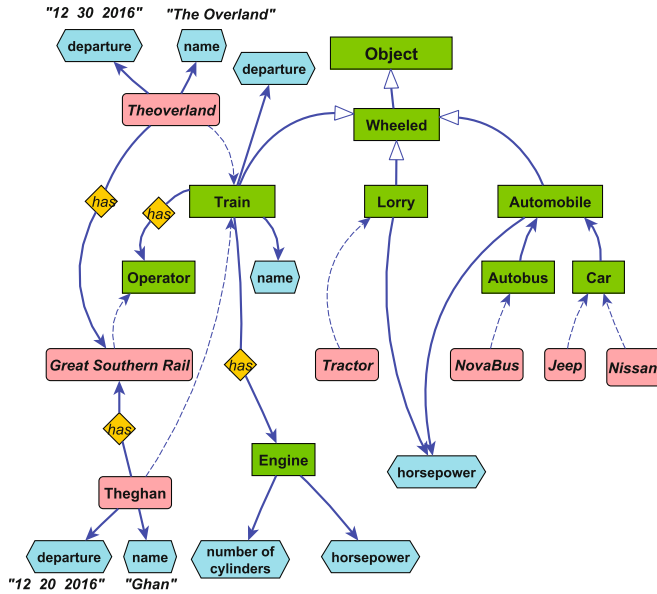 "12 30 2016"
"The Overland"
departure
name
departure
Object
Theoverland
Wheeled
has
has
Train
Lorry
Automobile
Operator
name
Autobus
Car
Great Southern Rail
has
Tractor
NovaBus
Jeep
Nissan
has
Engine
horsepower
Theghan
departure
name
number of
cylinders
horsepower
"12 20 2016"
"Ghan"